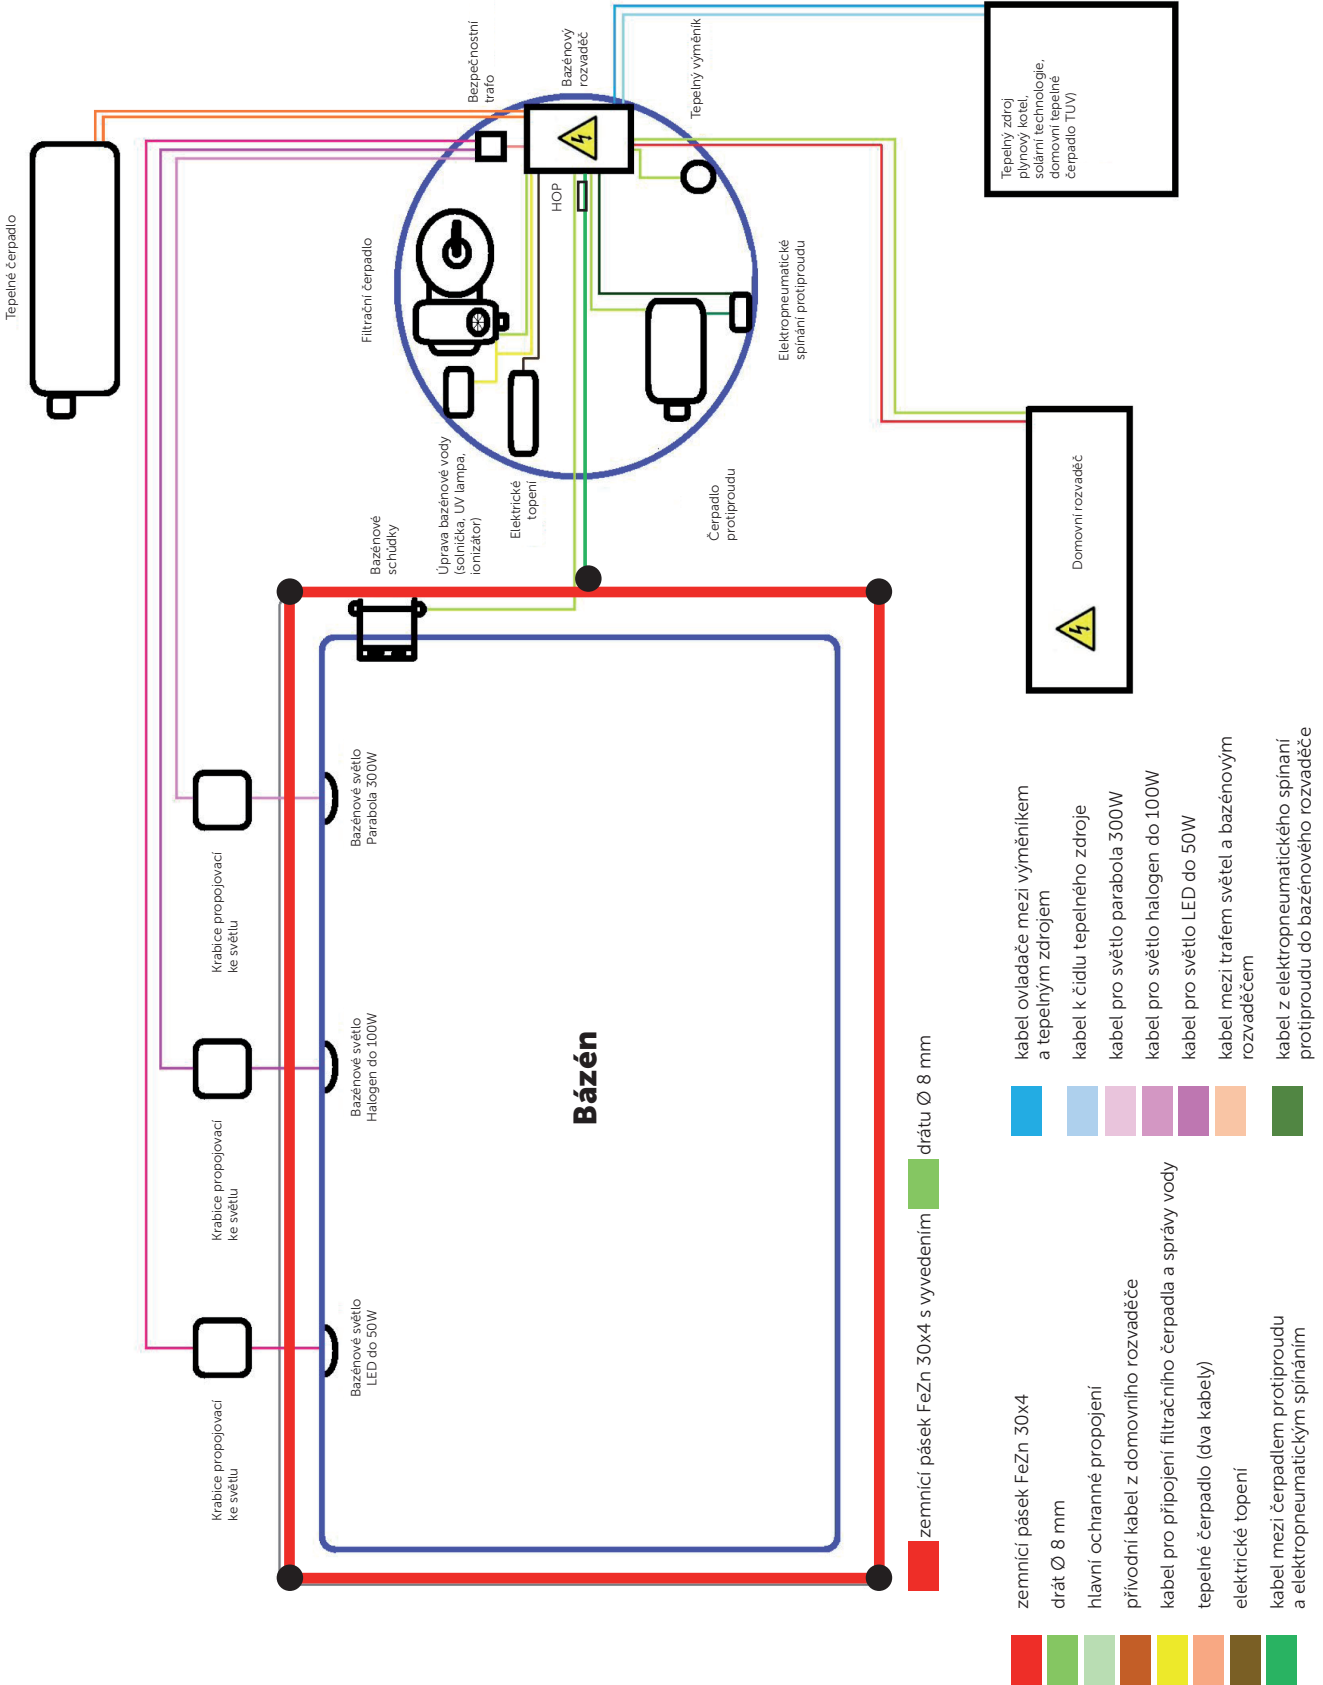 Tepelné čerpadlo
Bezpečnostní
trafo
Bazénový
rozvaděč
Tepelný výměník
Tepelný zdroj
plynový kotel,
solární technologie,
domovní tepelné
čerpadlo TUV)
HOP
Filtrační čerpadlo
Elektropneumatické
spínání protiproudu
Bazénové
schůdky
Úprava bazénové vody
(solnička, UV lampa,
ionizátor)
Elektrické
topení
Čerpadlo
protiproudu
Domovní rozvaděč
Krabice propojovací
ke světlu
Krabice propojovací
ke světlu
Krabice propojovací
ke světlu
Bazénové světlo
Parabola 300W
Bazénové světlo
Halogen do 100W
Bazénové světlo
LED do 50W
Bázén
zemnící pásek FeZn 30x4 s vyvedením
drátu Ø 8 mm
zemnící pásek FeZn 30x4
drát Ø 8 mm
hlavní ochranné propojení
přívodní kabel z domovního rozvaděče
kabel pro připojení filtračního čerpadla a správy vody
tepelné čerpadlo (dva kabely)
elektrické topení
kabel mezi čerpadlem protiproudu
a elektropneumatickým spínáním
kabel ovladače mezi výměníkem
a tepelným zdrojem
kabel k čidlu tepelného zdroje
kabel pro světlo parabola 300W
kabel pro světlo halogen do 100W
kabel pro světlo LED do 50W
kabel mezi trafem světel a bazénovým
rozvaděčem
kabel z elektropneumatického spínaní
protiproudu do bazénového rozvaděče